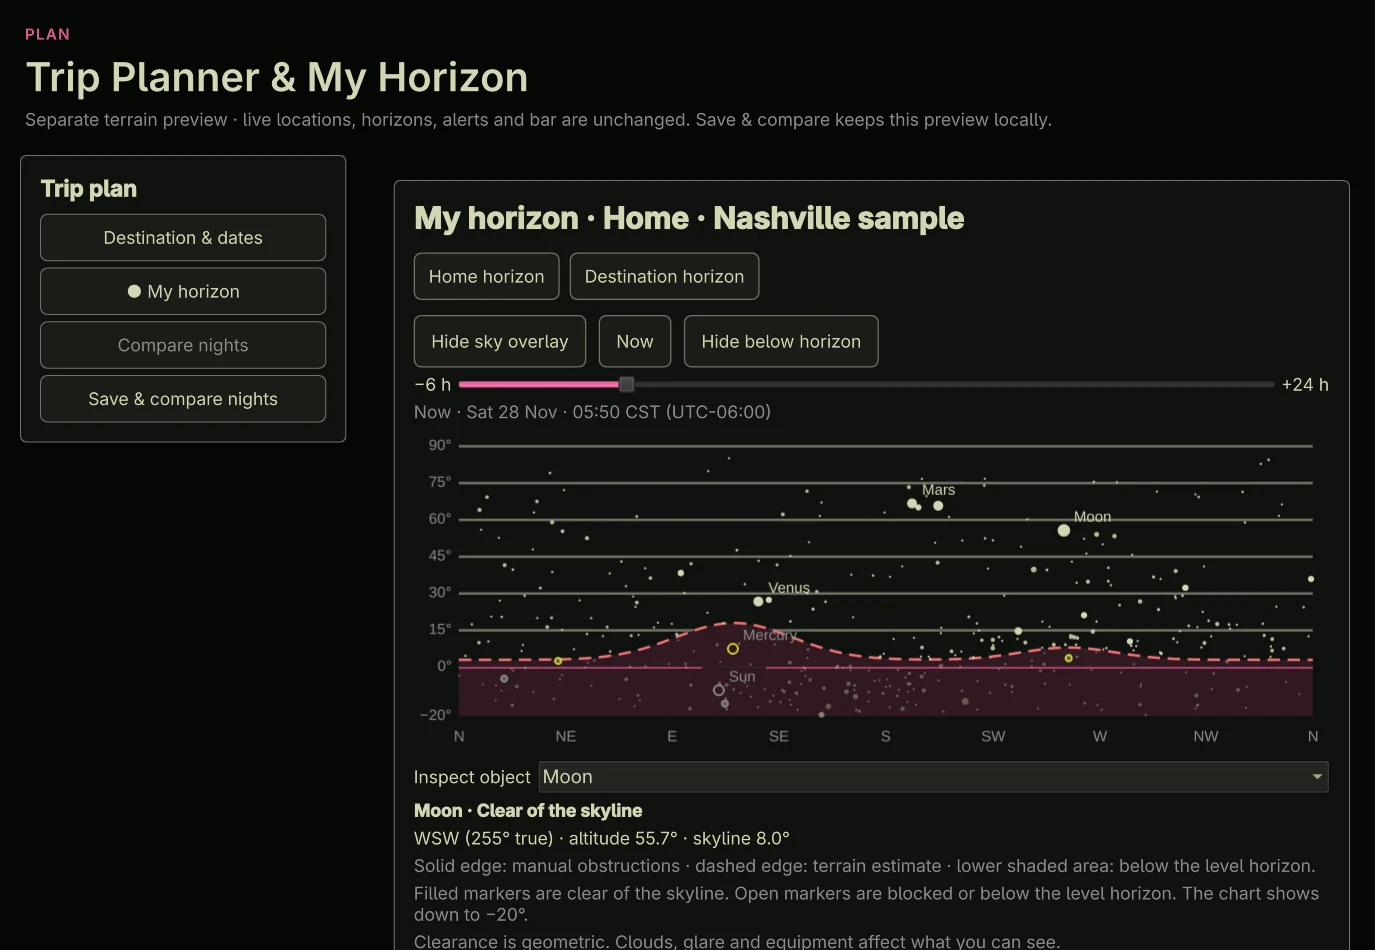 PLAN
Trip Planner & My Horizon
Separate terrain preview · live locations, horizons, alerts and bar are unchanged. Save & compare keeps this preview locally.
Trip plan
Destination & dates
My horizon
Compare nights
Save & compare nights
My horizon · Home · Nashville sample
Home horizon
Destination horizon
Hide sky overlay
Now
Hide below horizon
−6 h
+24 h
Now · Sat 28 Nov · 05:50 CST (UTC-06:00)
90°
75°
60°
45°
30°
15°
0°
−20°
Mars
Moon
Venus
Mercury
Sun
N
NE
E
SE
S
SW
W
NW
N
Inspect object
Moon
Moon · Clear of the skyline
WSW (255° true) · altitude 55.7° · skyline 8.0°
Solid edge: manual obstructions · dashed edge: terrain estimate · lower shaded area: below the level horizon.
Filled markers are clear of the skyline. Open markers are blocked or below the level horizon. The chart shows
down to −20°.
Clearance is geometric. Clouds, glare and equipment affect what you can see.